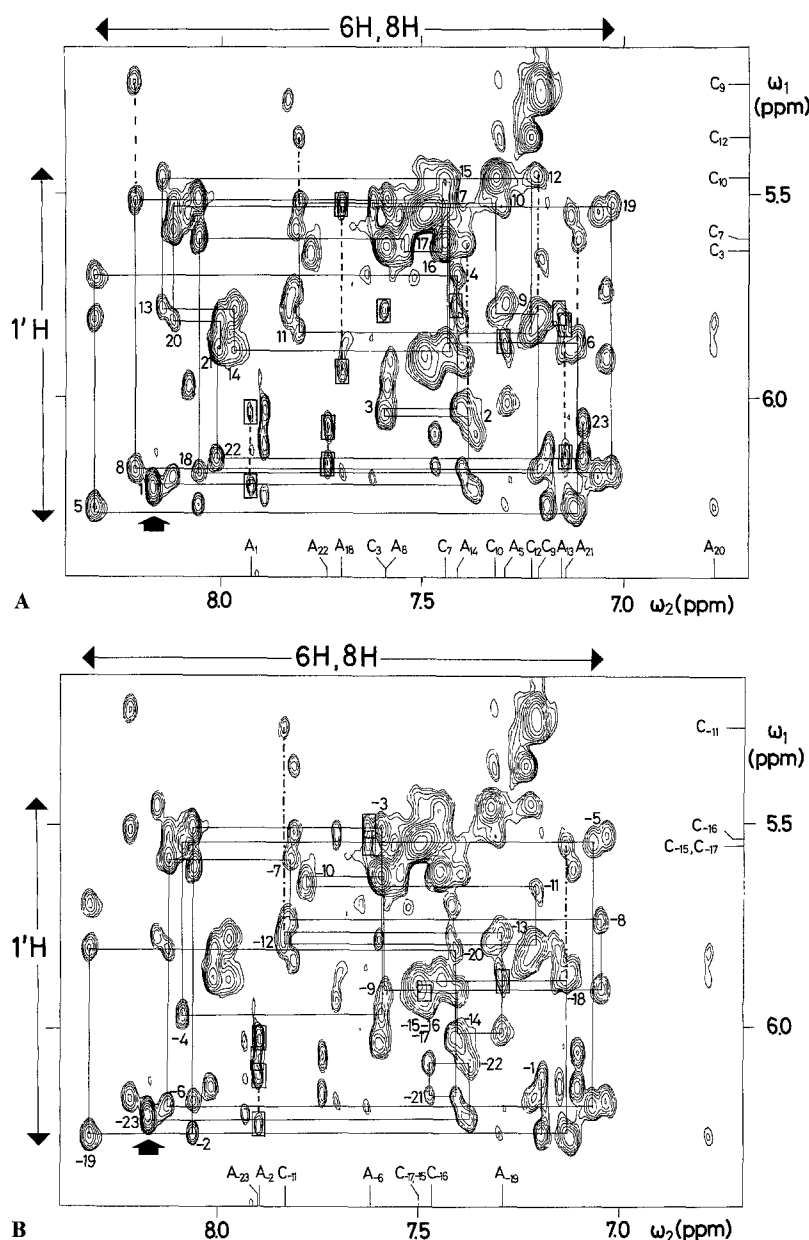 6H, 8H
C₉
ω₁
(ppm)
C₁₂
C₁₀
C₇
C₃
1'H
5.5
6.0
15
12
17
10
19
17
16
14
13
20
9
11
6
21
14
3
2
23
8
18
22
1
5
A₁
A₂₂
A₁₈
C₃
A₈
C₇
A₁₄
C₁₀
A₅
C₁₂
C₉
A₁₃
A₂₁
A₂₀
A
8.0
7.5
7.0
ω₂(ppm)
6H, 8H
C₋₁₁
ω₁
(ppm)
C₋₁₆
C₋₁₅,C₋₁₇
1'H
5.5
6.0
-3
-5
-7
-10
-11
-8
-12
-13
-20
-9
-18
-4
-15
-16
-17
-14
-22
-1
-6
-21
-23
-19
-2
A₋₂₃
A₋₂
C₋₁₁
A₋₆
C₋₁₇,₋₁₅
C₋₁₆
A₋₁₉
B
8.0
7.5
7.0
ω₂(ppm)